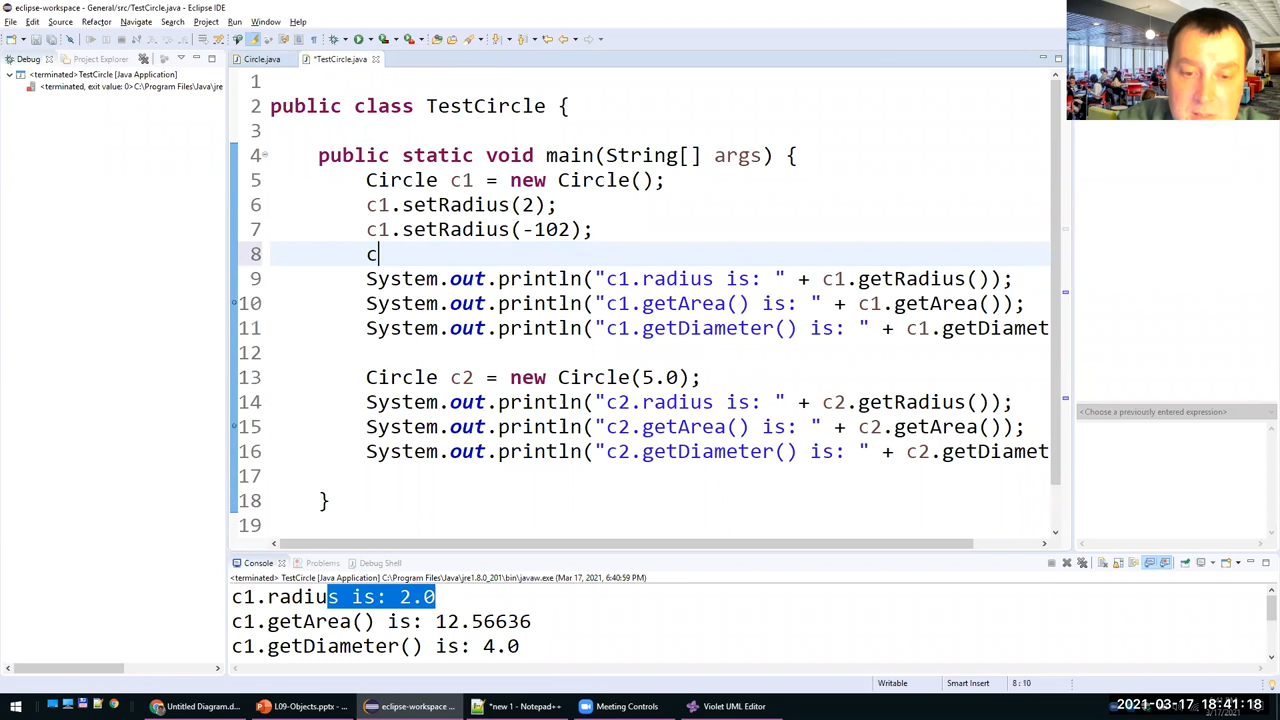 eclipse-workspace - General/src/TestCircle.java - Eclipse IDE
File Edit Source Refactor Navigate Search Project Run Window Help
Debug Project Explorer Circle.java *TestCircle.java
<terminated>TestCircle [Java Application]
<terminated, exit value: 0>C:\Program Files\Java\jre
1
2 public class TestCircle {
3
4 public static void main(String[] args) {
5 Circle c1 = new Circle();
6 c1.setRadius(2);
7 c1.setRadius(-102);
8 c
9 System.out.println("c1.radius is: " + c1.getRadius());
10 System.out.println("c1.getArea() is: " + c1.getArea());
11 System.out.println("c1.getDiameter() is: " + c1.getDiamet
12
13 Circle c2 = new Circle(5.0);
14 System.out.println("c2.radius is: " + c2.getRadius());
15 System.out.println("c2.getArea() is: " + c2.getArea());
16 System.out.println("c2.getDiameter() is: " + c2.getDiamet
17
18 }
19
<Choose a previously entered expression>
Console Problems Debug Shell
<terminated> TestCircle [Java Application] C:\Program Files\Java\jre1.8.0_201\bin\javaw.exe (Mar 17, 2021, 6:40:59 PM)
c1.radius is: 2.0
c1.getArea() is: 12.56636
c1.getDiameter() is: 4.0
Writable Smart Insert 8 : 10
Untitled Diagram.d... L09-Objects.pptx - ... eclipse-workspace ... *new 1 - Notepad++ Meeting Controls Violet UML Editor
2021-03-17 18:41:18